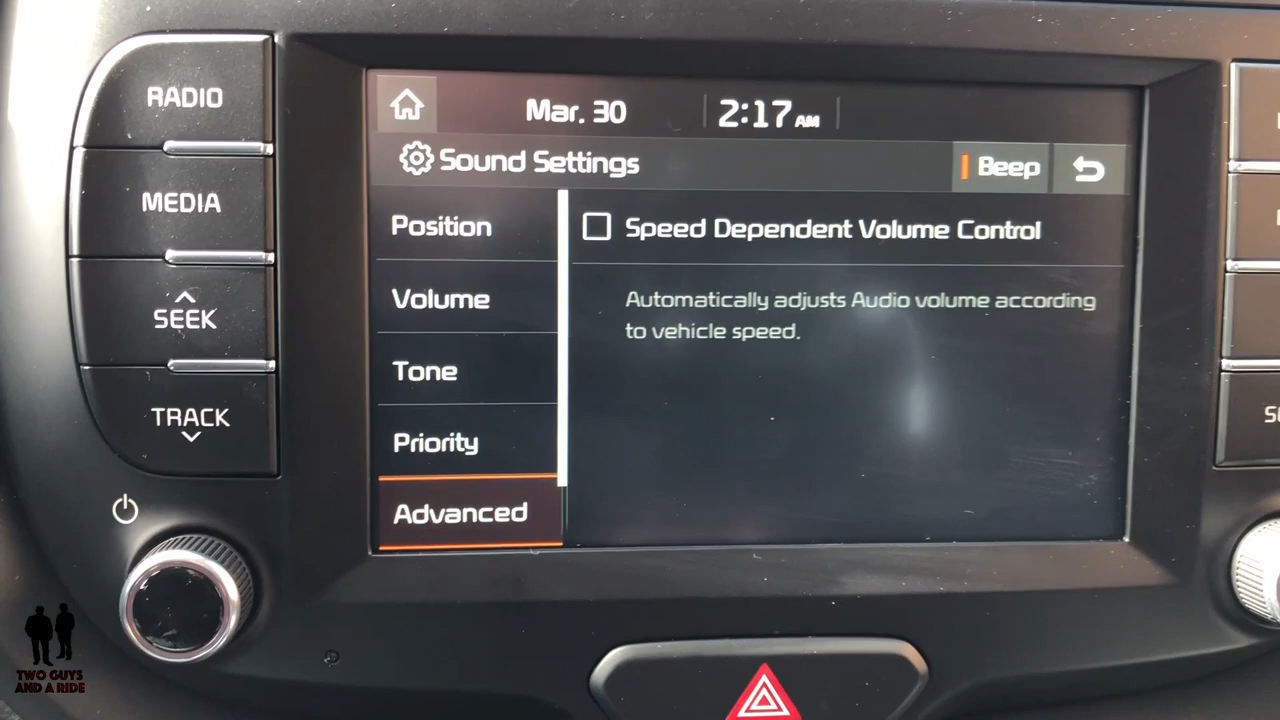 RADIO
MEDIA
SEEK
TRACK
Mar. 30
2:17 AM
Sound Settings
Beep
Position
Volume
Tone
Priority
Advanced
Speed Dependent Volume Control
Automatically adjusts Audio volume according
to vehicle speed.
TWO GUYS
AND A RIDE